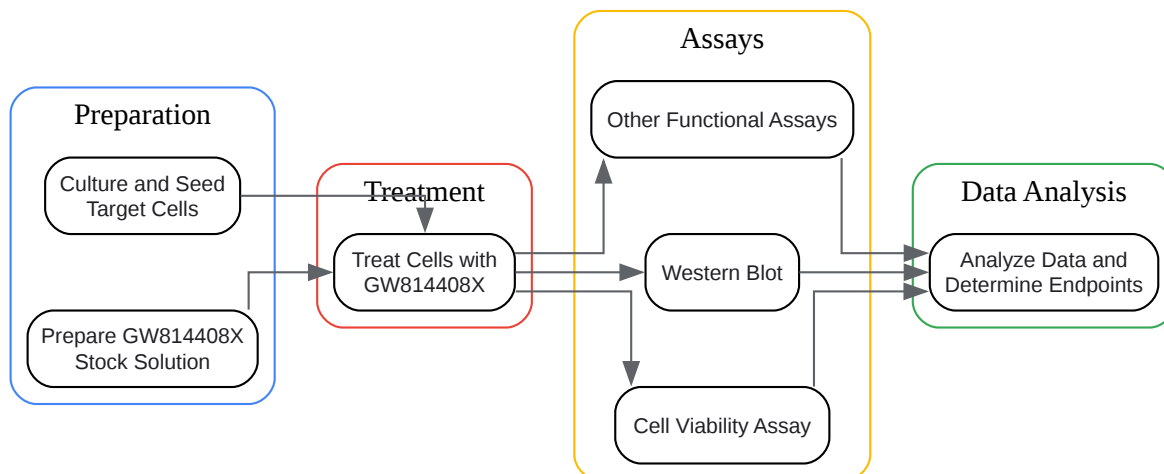 Preparation
Culture and Seed
Target Cells
Prepare GW814408X
Stock Solution
Treatment
Treat Cells with
GW814408X
Assays
Other Functional Assays
Western Blot
Cell Viability Assay
Data Analysis
Analyze Data and
Determine Endpoints